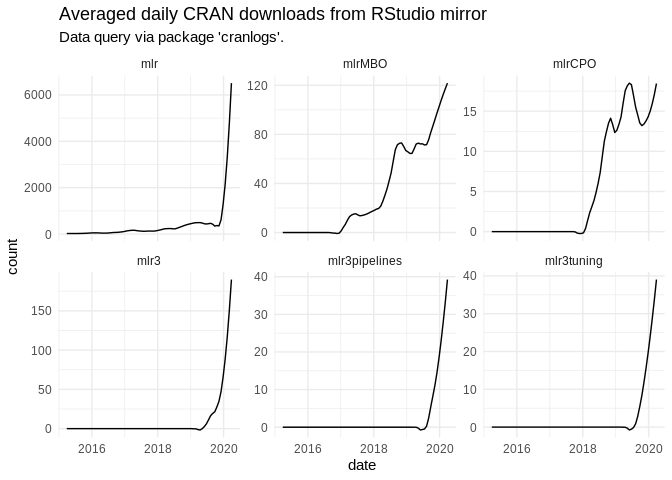 Averaged daily CRAN downloads from RStudio mirror
Data query via package 'cranlogs'.
mlr
mlrMBO
mlrCPO
6000
4000
2000
0
120
80
40
0
15
10
5
0
mlr3
mlr3pipelines
mlr3tuning
150
100
50
0
40
30
20
10
0
40
30
20
10
0
2016 2018 2020
2016 2018 2020
2016 2018 2020
date
count